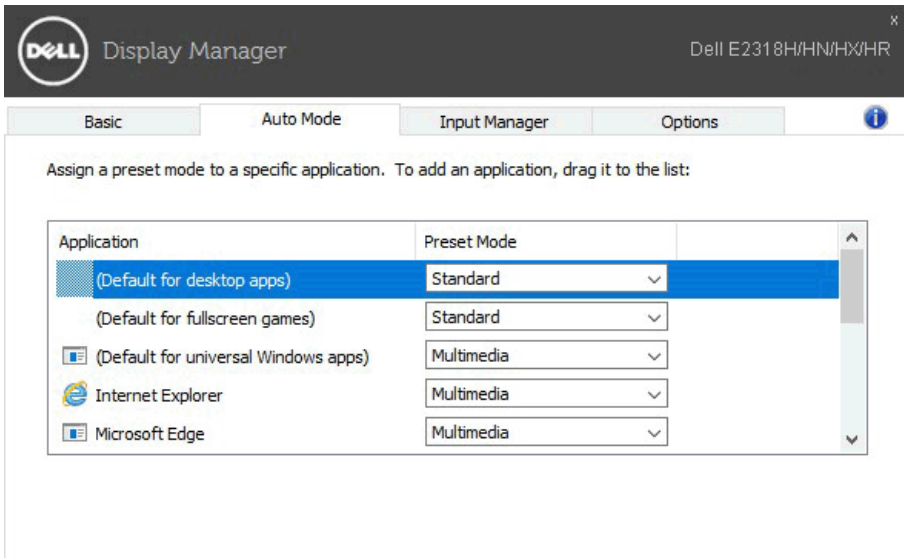 x
DELL Display Manager Dell E2318H/HN/HX/HR
Basic Auto Mode Input Manager Options i
Assign a preset mode to a specific application. To add an application, drag it to the list:
Application Preset Mode
(Default for desktop apps) Standard
(Default for fullscreen games) Standard
(Default for universal Windows apps) Multimedia
Internet Explorer Multimedia
Microsoft Edge Multimedia